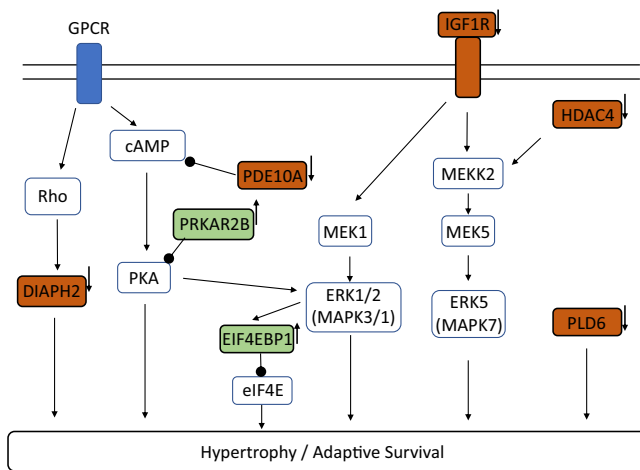 IGF1R
GPCR
HDAC4
cAMP
PDE10A
MEKK2
Rho
PRKAR2B
MEK1
MEK5
PKA
DIAPH2
ERK1/2
(MAPK3/1)
ERK5
(MAPK7)
PLD6
EIF4EBP1
eIF4E
Hypertrophy / Adaptive Survival